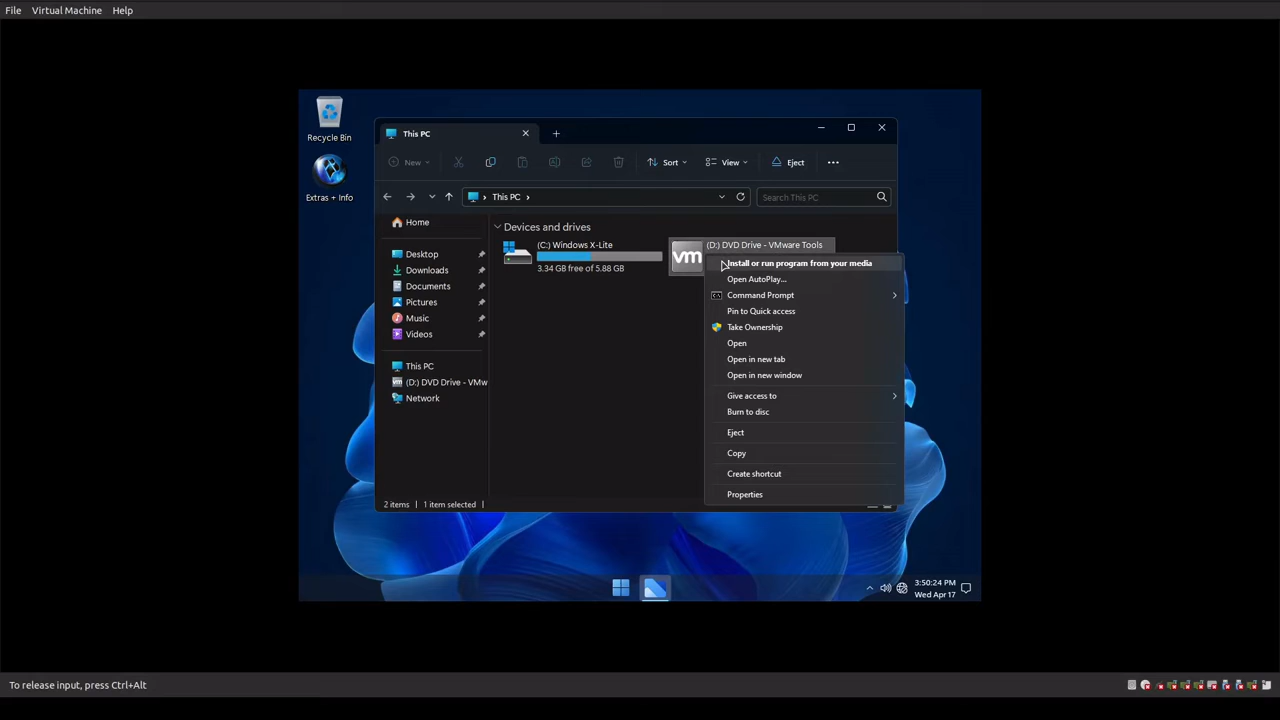 File Virtual Machine Help
Recycle Bin
Extras + Info
This PC
New
Sort
View
Eject
This PC
Search This PC
Home
Desktop
Downloads
Documents
Pictures
Music
Videos
This PC
(D:) DVD Drive - VMw
Network
Devices and drives
(C:) Windows X-Lite
3.34 GB free of 5.88 GB
vm
(D:) DVD Drive - VMware Tools
Install or run program from your media
Open AutoPlay...
Command Prompt
Pin to Quick access
Take Ownership
Open
Open in new tab
Open in new window
Give access to
Burn to disc
Eject
Copy
Create shortcut
Properties
2 items 1 item selected
3:50:24 PM
Wed Apr 17
To release input, press Ctrl+Alt